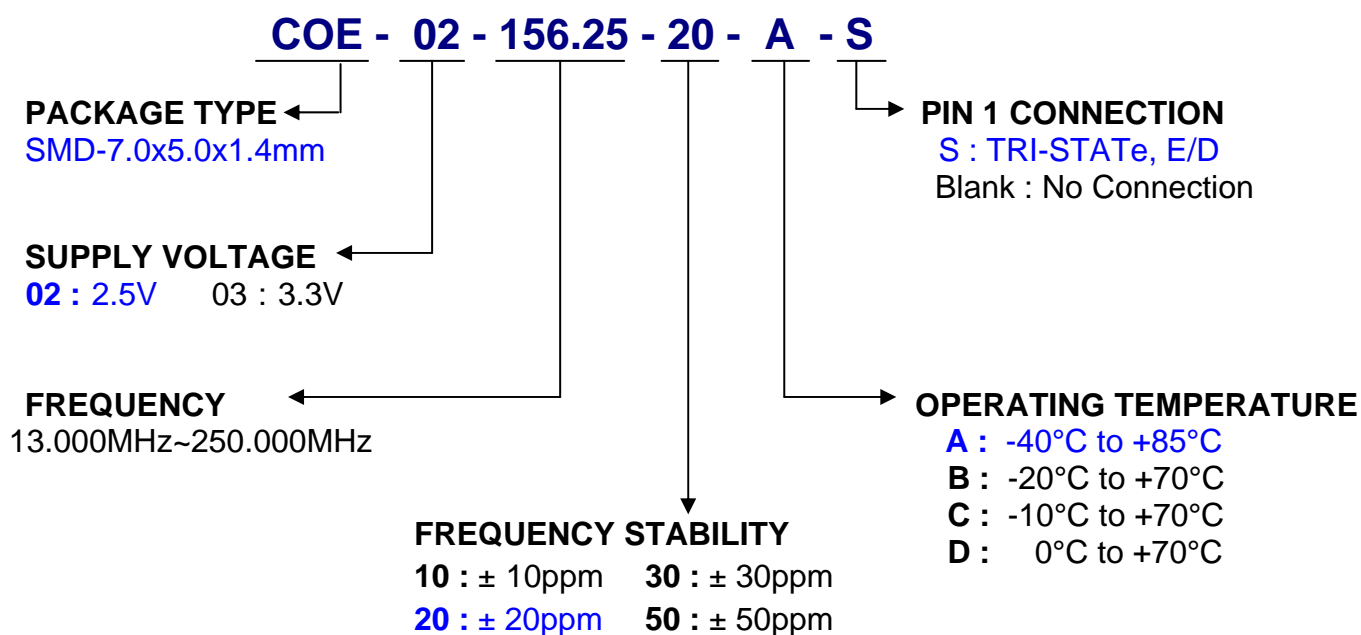 COE - 02 - 156.25 - 20 - A - S
PACKAGE TYPE
SMD-7.0x5.0x1.4mm
PIN 1 CONNECTION
S : TRI-STATe, E/D
Blank : No Connection
SUPPLY VOLTAGE
02 : 2.5V 03 : 3.3V
FREQUENCY
13.000MHz~250.000MHz
OPERATING TEMPERATURE
A : -40°C to +85°C
B : -20°C to +70°C
C : -10°C to +70°C
D : 0°C to +70°C
FREQUENCY STABILITY
10 : ± 10ppm 30 : ± 30ppm
20 : ± 20ppm 50 : ± 50ppm